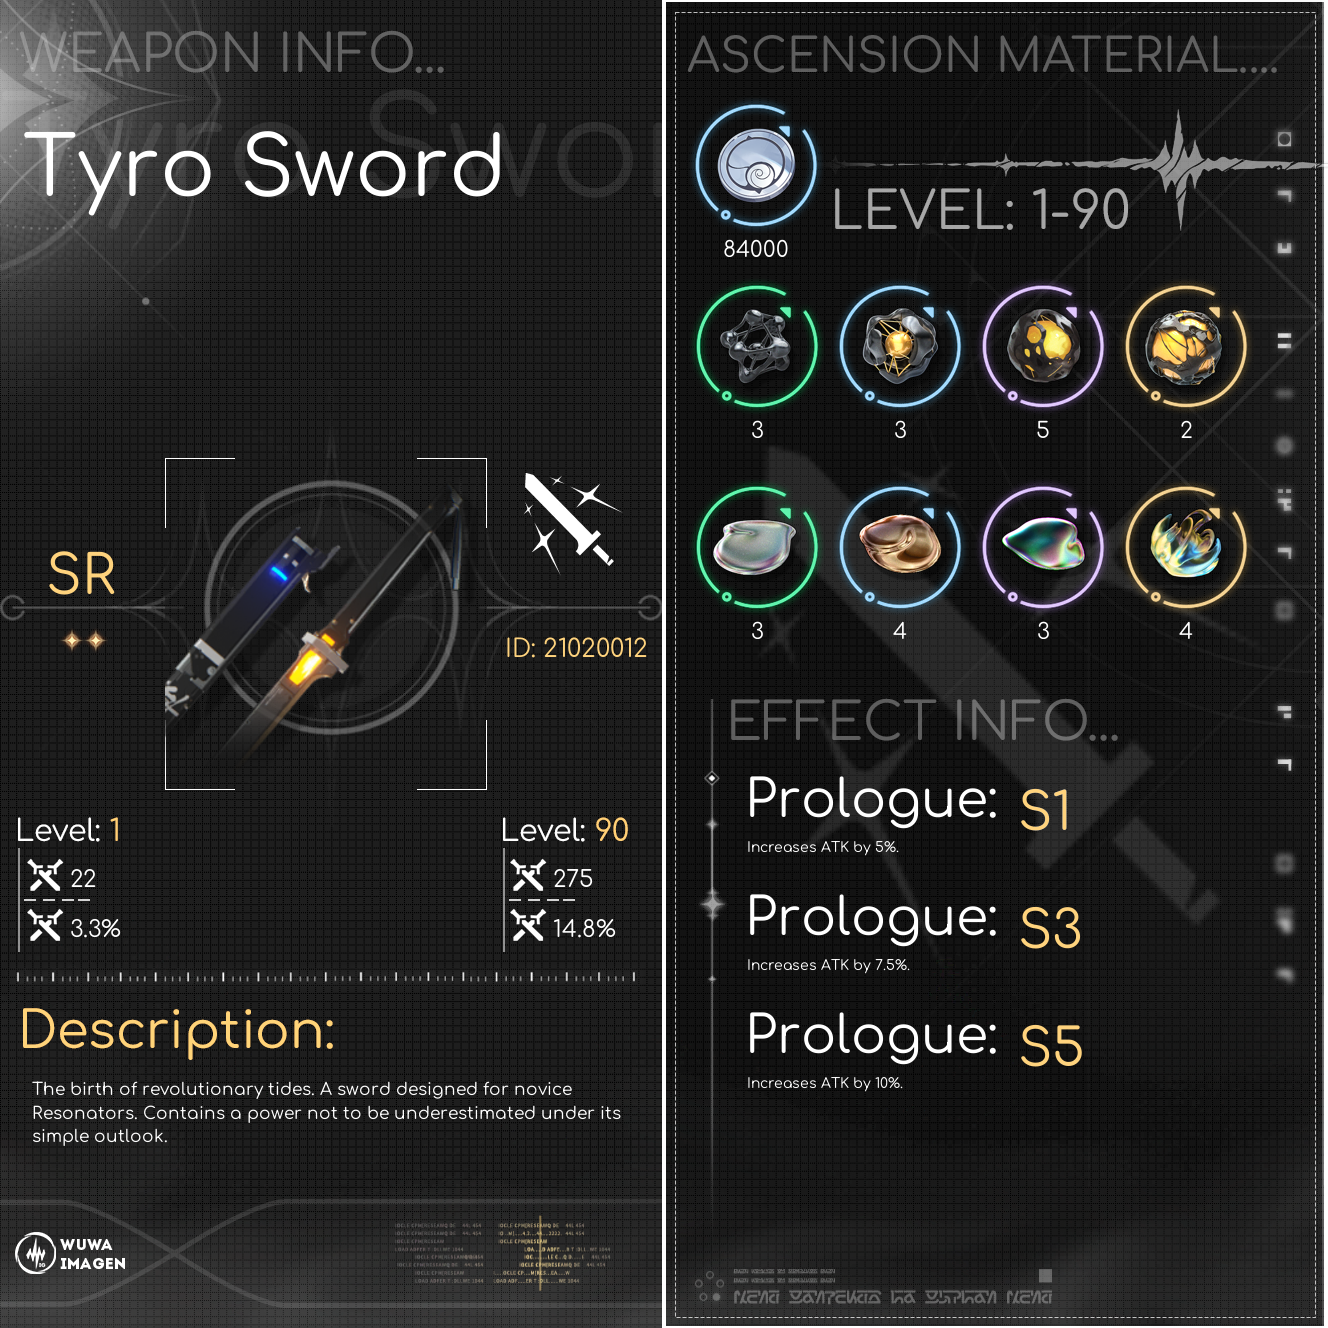 WEAPON INFO...
Tyro Sword
SR
ID: 21020012
Level: 1
22
3.3%
Level: 90
275
14.8%
Description:
The birth of revolutionary tides. A sword designed for novice
Resonators. Contains a power not to be underestimated under its
simple outlook.
WUWA
IMAGEN
ASCENSION MATERIAL....
84000
LEVEL: 1-90
3 3 5 2
3 4 3 4
EFFECT INFO...
Prologue: S1
Increases ATK by 5%.
Prologue: S3
Increases ATK by 7.5%.
Prologue: S5
Increases ATK by 10%.